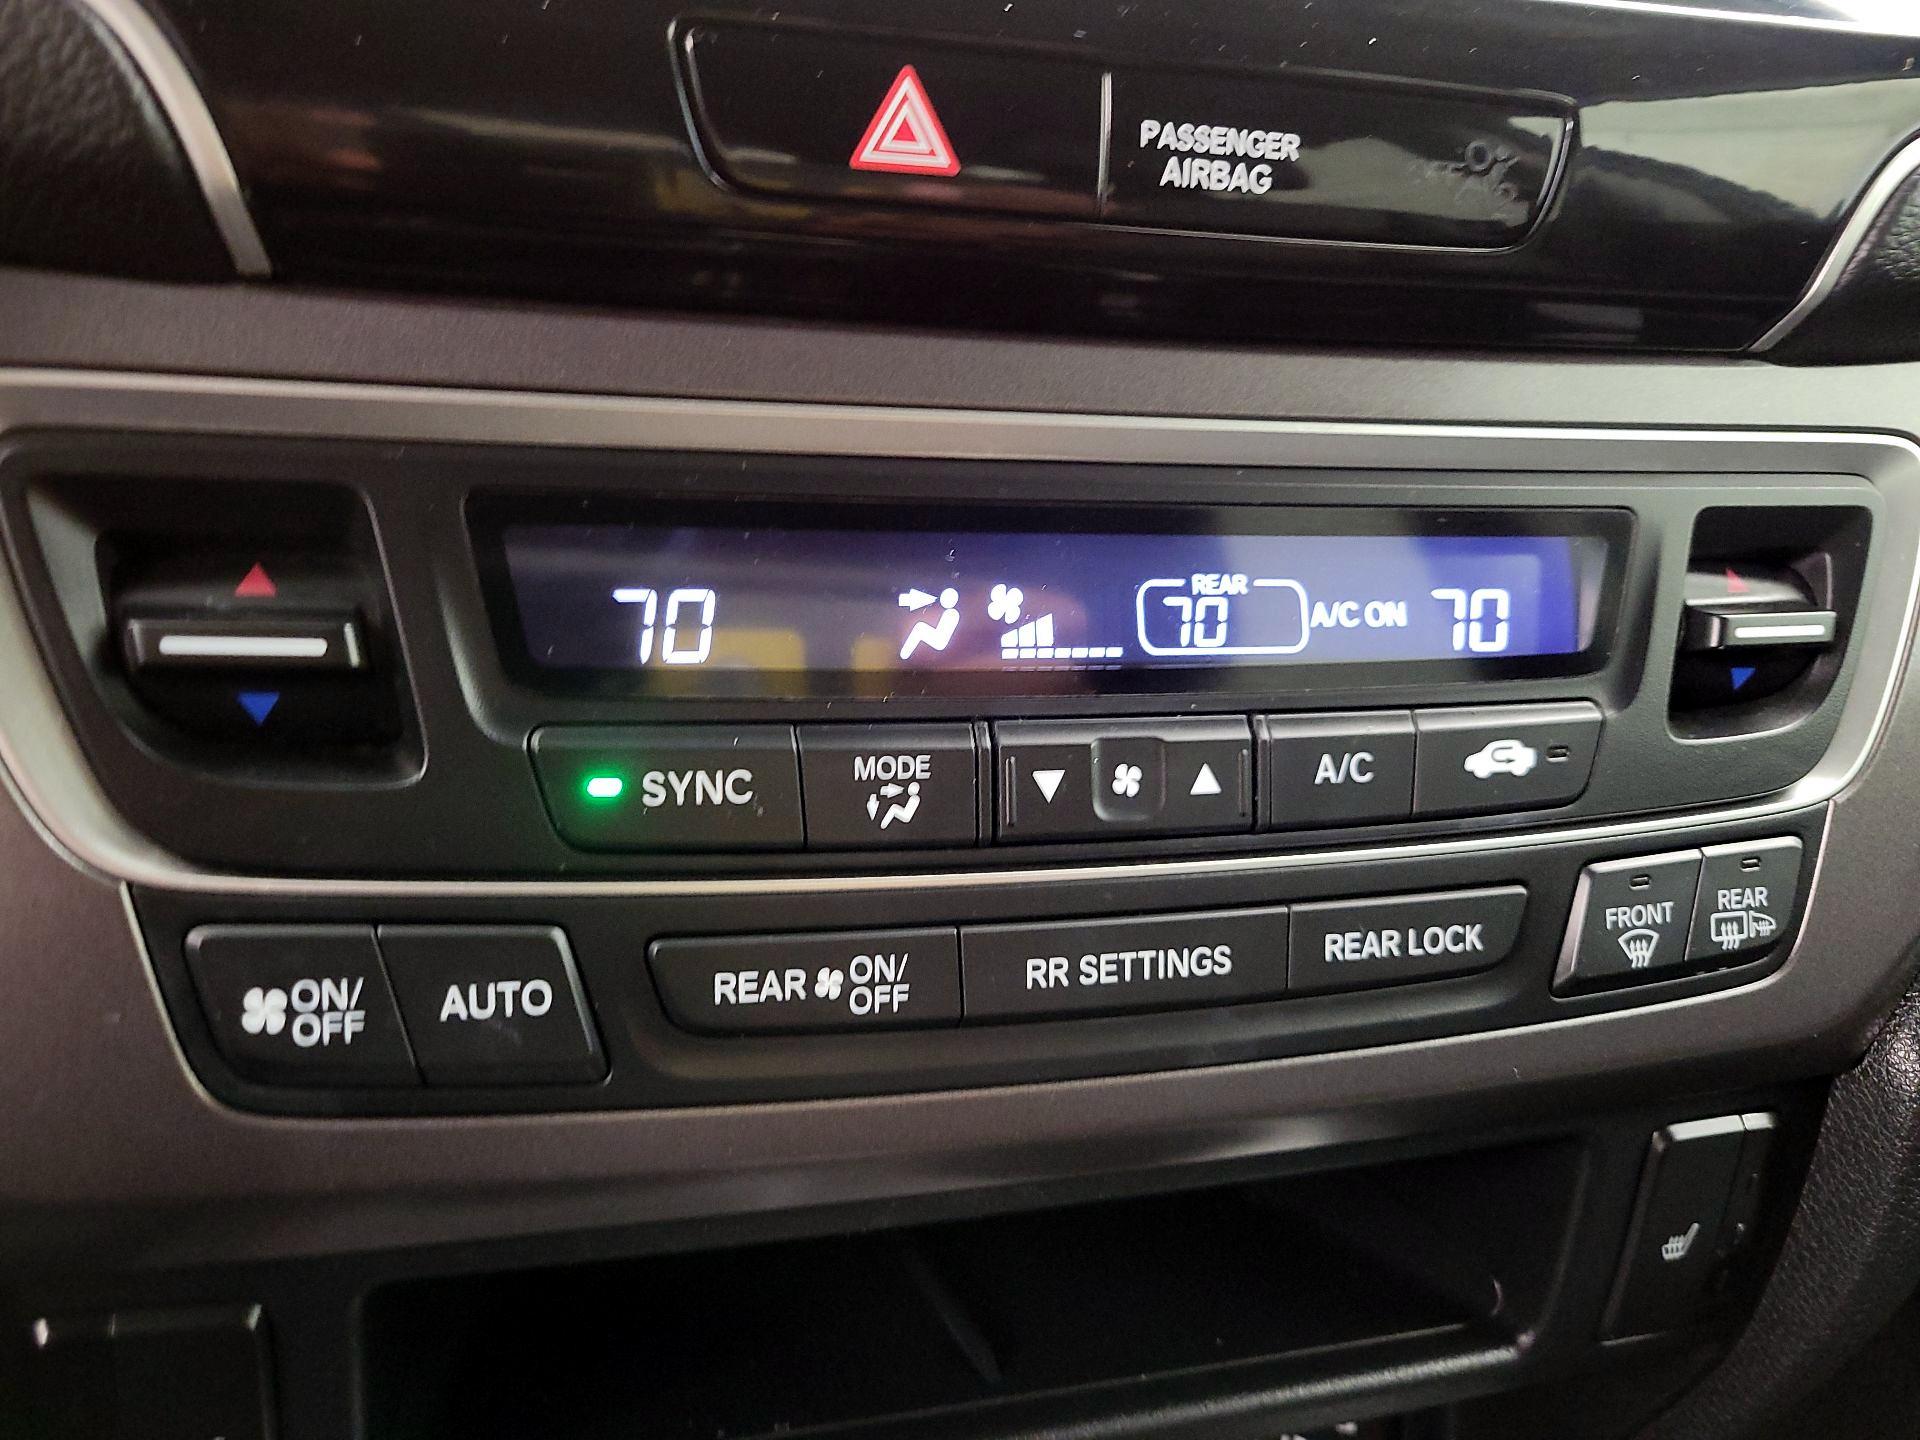 PASSENGER
AIRBAG
70 REAR 70 A/C ON 70
SYNC MODE A/C
ON/
OFF AUTO
REAR ON/
OFF RR SETTINGS REAR LOCK
FRONT REAR